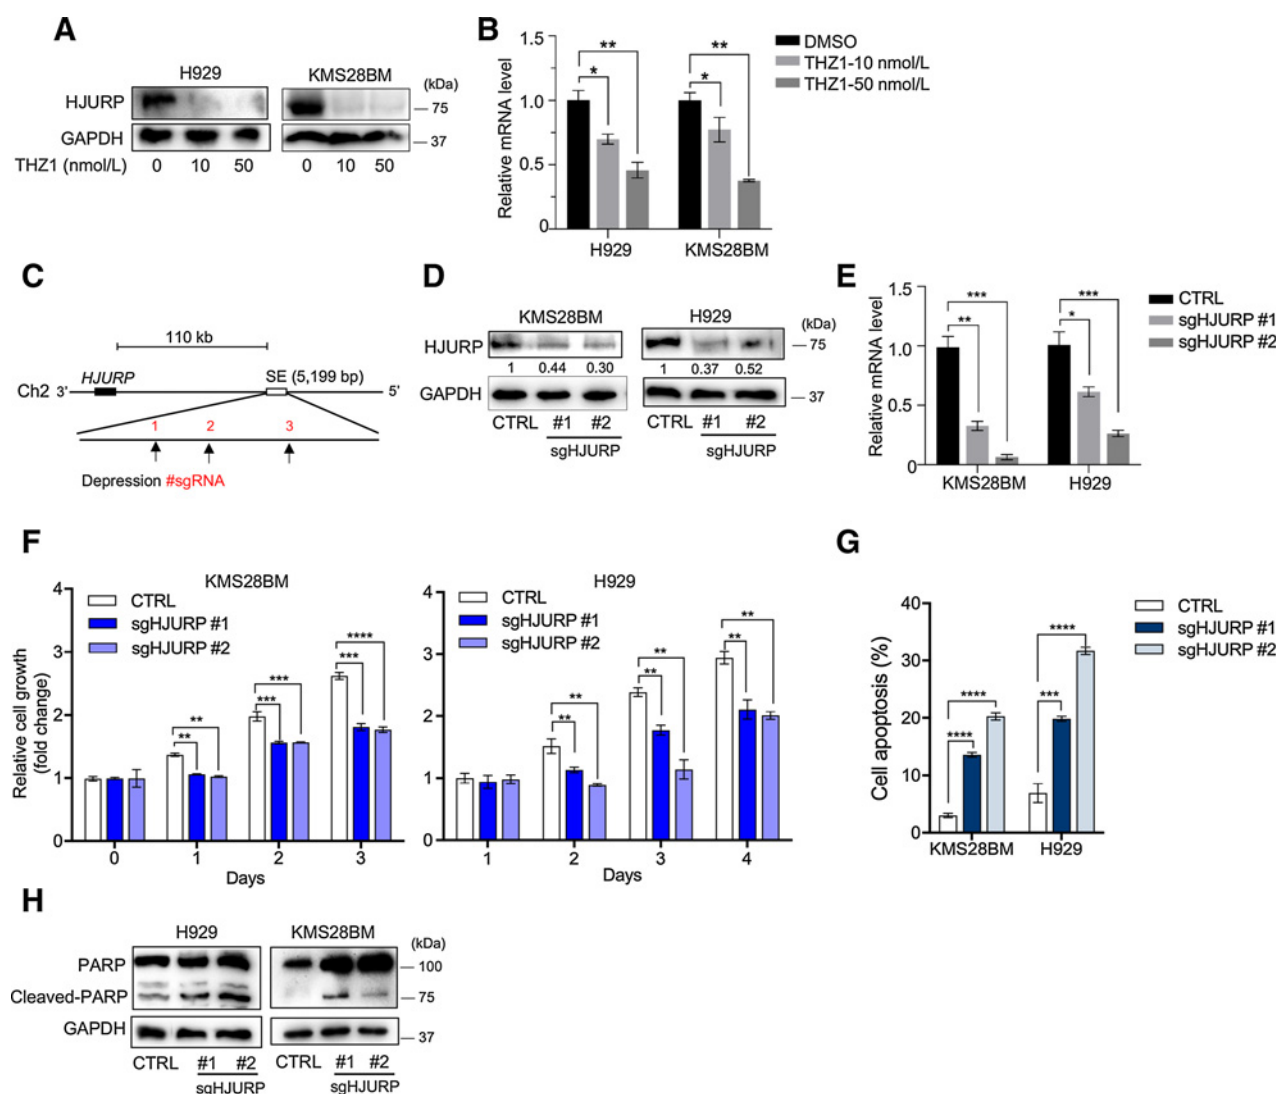 A
H929 KMS28BM (kDa)
HJURP — 75
GAPDH — 37
THZ1 (nmol/L) 0 10 50 0 10 50
B
Relative mRNA level
1.5
1.0
0.5
0
* ** * **
H929 KMS28BM
DMSO
THZ1-10 nmol/L
THZ1-50 nmol/L
C
110 kb
HJURP SE (5,199 bp)
Ch2 3' 5'
1 2 3
Depression #sgRNA
D
KMS28BM H929 (kDa)
HJURP — 75
1 0.44 0.30 1 0.37 0.52
GAPDH — 37
CTRL #1 #2 CTRL #1 #2
sgHJURP sgHJURP
E
Relative mRNA level
1.5
1.0
0.5
0
*** ***
** *
KMS28BM H929
CTRL
sgHJURP #1
sgHJURP #2
F
KMS28BM
Relative cell growth
(fold change)
4
3
2
1
0
CTRL
sgHJURP #1
sgHJURP #2
** **
*** ***
*** ****
0 1 2 3
Days
H929
4
3
2
1
0
CTRL
sgHJURP #1
sgHJURP #2
** **
** **
** **
1 2 3 4
Days
G
Cell apoptosis (%)
40
30
20
10
0
**** ****
*** ****
KMS28BM H929
CTRL
sgHJURP #1
sgHJURP #2
H
H929 KMS28BM (kDa)
PARP — 100
Cleaved-PARP — 75
GAPDH — 37
CTRL #1 #2 CTRL #1 #2
sgHJURP sgHJURP